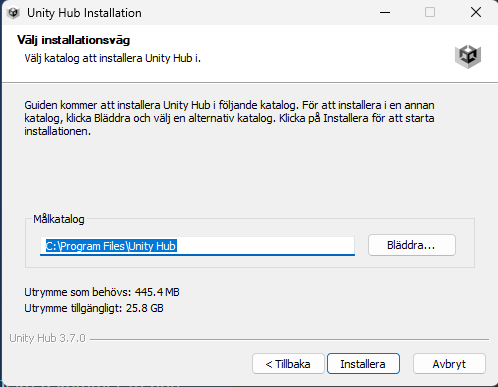 Unity Hub Installation
Välj installationsväg
Välj katalog att installera Unity Hub i.
Guiden kommer att installera Unity Hub i följande katalog. För att installera i en annan
katalog, klicka Bläddra och välj en alternativ katalog. Klicka på Installera för att starta
installationen.
Målkatalog
C:\Program Files\Unity Hub
Bläddra...
Utrymme som behövs: 445.4 MB
Utrymme tillgängligt: 25.8 GB
Unity Hub 3.7.0
< Tillbaka
Installera
Avbryt